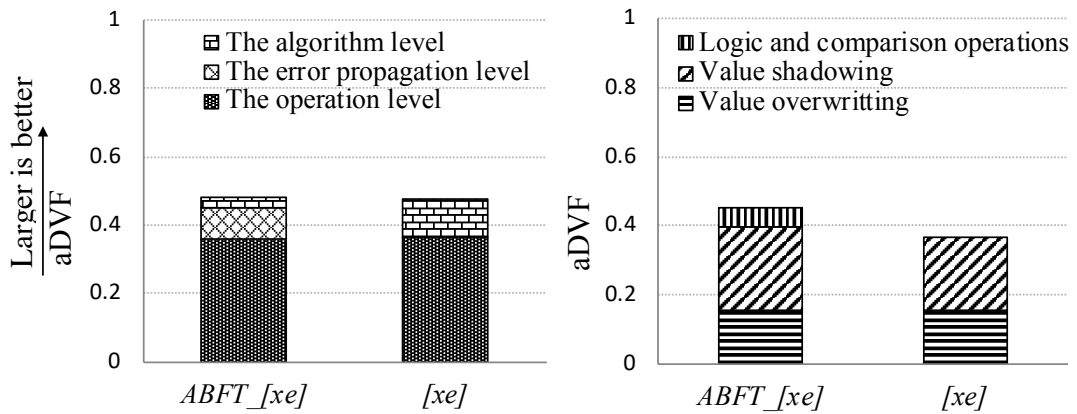 Larger is better
aDVF
1
0.8
0.6
0.4
0.2
0
The algorithm level
The error propagation level
The operation level
ABFT_[xe]
[xe]
aDVF
1
0.8
0.6
0.4
0.2
0
Logic and comparison operations
Value shadowing
Value overwritting
ABFT_[xe]
[xe]